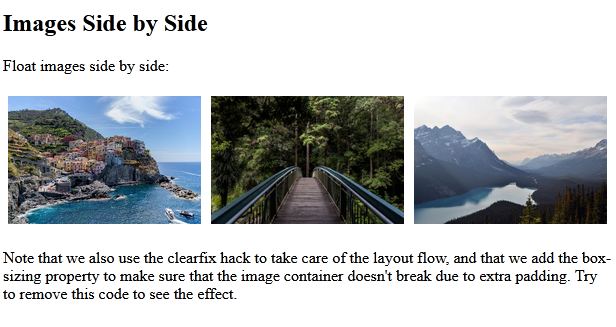 Images Side by Side
Float images side by side:
Note that we also use the clearfix hack to take care of the layout flow, and that we add the box-
sizing property to make sure that the image container doesn't break due to extra padding. Try
to remove this code to see the effect.